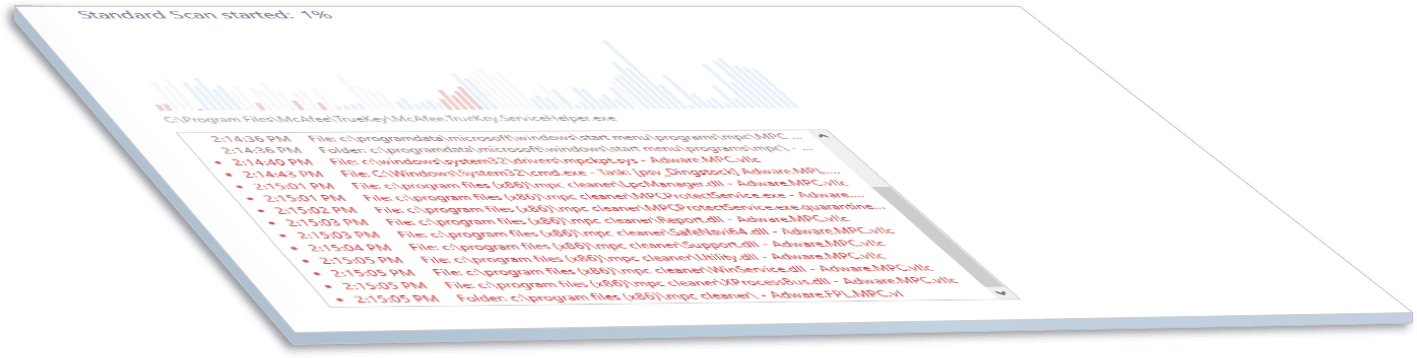 Standard Scan started: 1%
C:\Program Files\McAfee\TrueKey\McAfee.TrueKey.ServiceHelper.exe
2:14:36 PM File: c:\programdata\microsoft\windows\start menu\programs\mpc\MPC ...
2:14:36 PM Folder: c:\programdata\microsoft\windows\start menu\programs\mpc\ - ...
• 2:14:40 PM File: c:\windows\system32\drivers\mpckpt.sys - Adware.MPC.vllc
• 2:14:43 PM File: C:\Windows\System32\cmd.exe - Task: [psv_Dingstock] Adware.MPL....
• 2:15:01 PM File: c:\program files (x86)\mpc cleaner\LpcManager.dll - Adware.MPC.vllc
• 2:15:01 PM File: c:\program files (x86)\mpc cleaner\MPCProtectService.exe - Adware....
• 2:15:02 PM File: c:\program files (x86)\mpc cleaner\MPCProtectService.exe.quarantine...
• 2:15:03 PM File: c:\program files (x86)\mpc cleaner\Report.dll - Adware.MPC.vllc
• 2:15:03 PM File: c:\program files (x86)\mpc cleaner\SafeNavi64.dll - Adware.MPC.vllc
• 2:15:04 PM File: c:\program files (x86)\mpc cleaner\Support.dll - Adware.MPC.vllc
• 2:15:05 PM File: c:\program files (x86)\mpc cleaner\Utility.dll - Adware.MPC.vllc
• 2:15:05 PM File: c:\program files (x86)\mpc cleaner\WinService.dll - Adware.MPC.vllc
• 2:15:05 PM File: c:\program files (x86)\mpc cleaner\XProcessBus.dll - Adware.MPC.vllc
• 2:15:05 PM Folder: c:\program files (x86)\mpc cleaner\ - Adware.FPL.MPC.vl